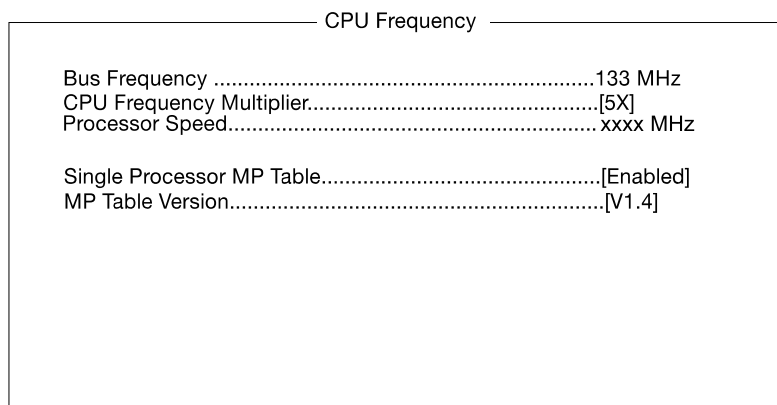 CPU Frequency
Bus Frequency ................................................................133 MHz
CPU Frequency Multiplier.................................................[5X]
Processor Speed.............................................................. xxxx MHz
Single Processor MP Table...............................................[Enabled]
MP Table Version...............................................................[V1.4]